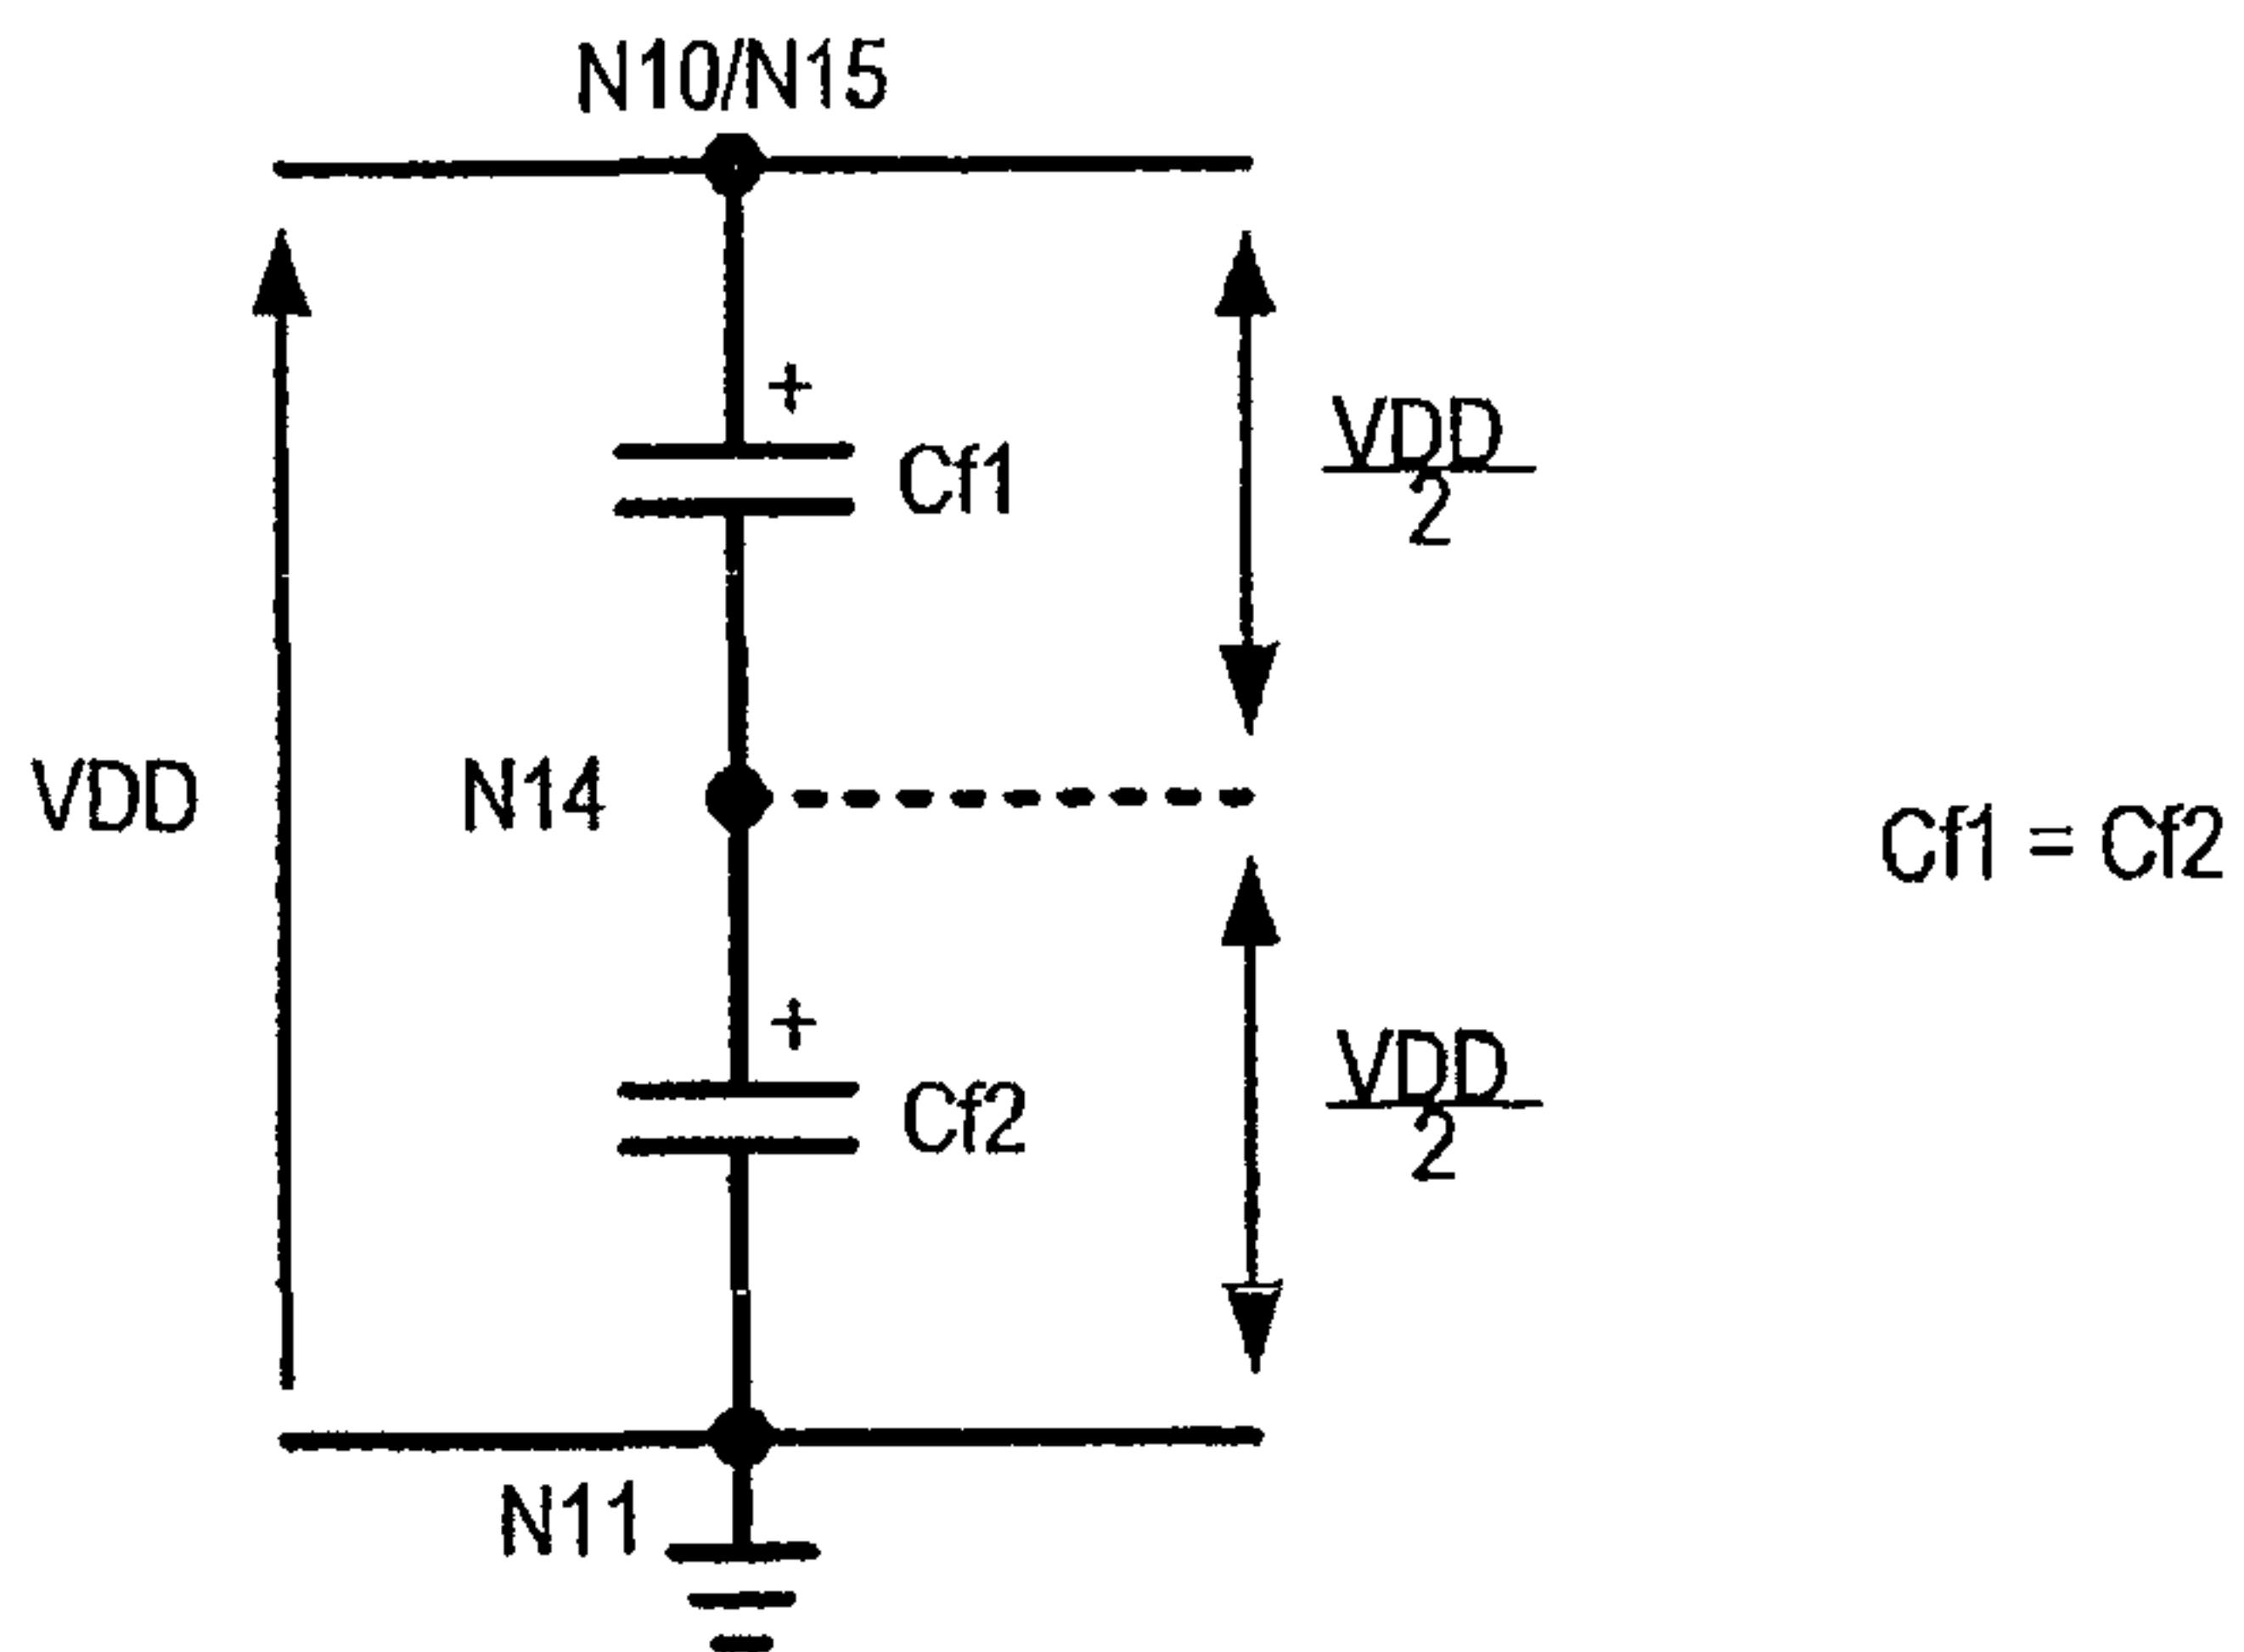 N10/N15
+
Cf1
VDD
2
VDD
N14
Cf1 = Cf2
+
Cf2
VDD
2
N11